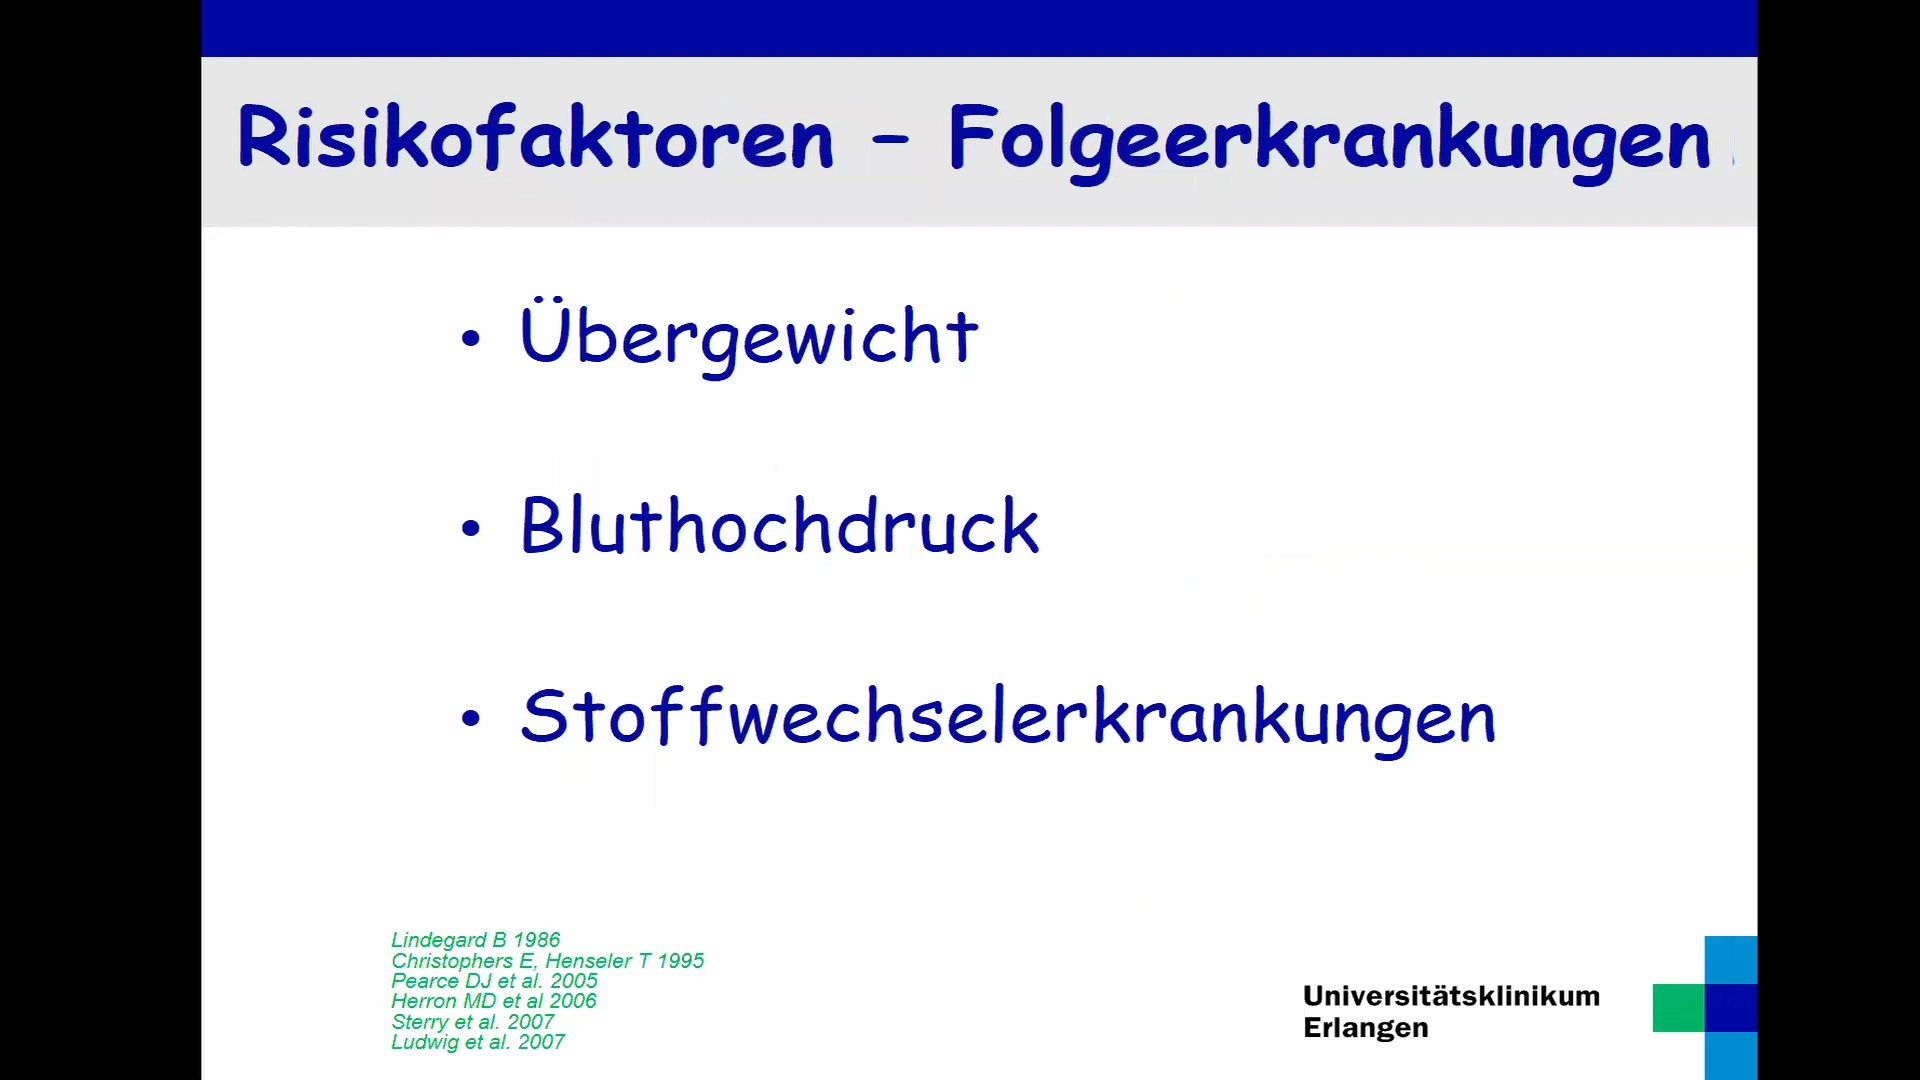 Risikofaktoren – Folgeerkrankungen
• Übergewicht
• Bluthochdruck
• Stoffwechselerkrankungen
Lindegard B 1986
Christophers E, Henseler T 1995
Pearce DJ et al. 2005
Herron MD et al 2006
Sterry et al. 2007
Ludwig et al. 2007
Universitätsklinikum
Erlangen